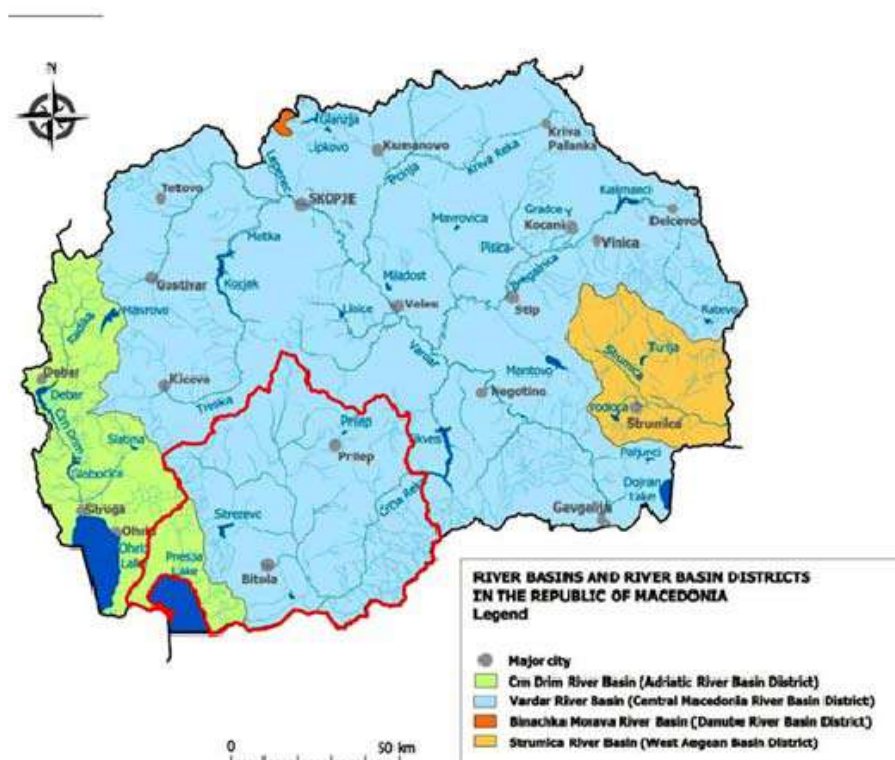 N
Glanzja
Lipkovo
Kumanovo
Kriva
Palanka
Kriva Reka
Pcinja
Lepenec
Tetovo
SKOPJE
Matka
Mavrovica
Gradce
Kocani
Kalimanci
Delcevo
Vinica
Pisica
Bregalnica
Gostivar
Kozjak
Mladost
Lisice
Veles
Stip
Ratevo
Mavrovo
Radika
Vardar
Strumica
Turija
Debar
Debar
Kicevo
Treska
Mantovo
Negotino
Vodoca
Strumica
Crn Drim
Slatina
Globocica
Prilep
Prilep
Paljurci
Dojran
Lake
Struga
Ohrid
Lake
Strezevo
Crna Reka
Gevgelija
Prespa
Lake
Bitola
RIVER BASINS AND RIVER BASIN DISTRICTS
IN THE REPUBLIC OF MACEDONIA
Legend
Major city
Crn Drim River Basin (Adriatic River Basin District)
Vardar River Basin (Central Macedonia River Basin District)
Binachka Morava River Basin (Danube River Basin District)
Strumica River Basin (West Aegean Basin District)
0 50 km